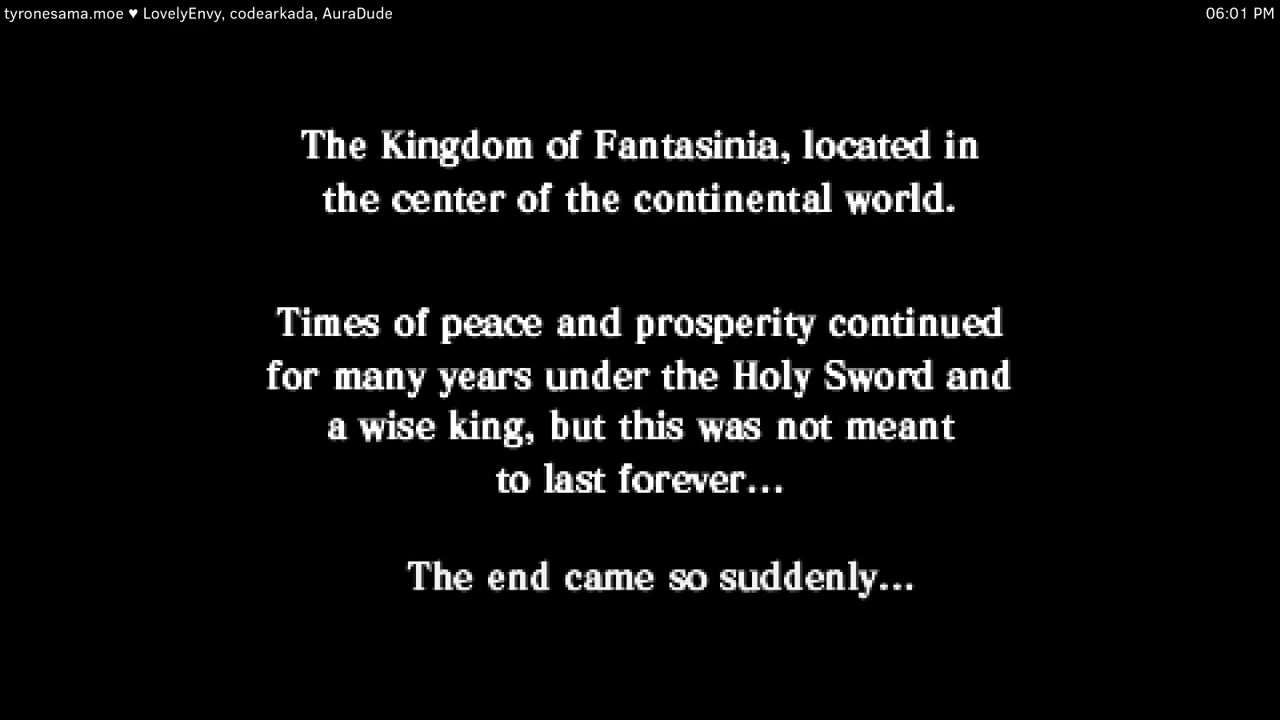 tyronesama.moe ♥ LovelyEnvy, codearkada, AuraDude
06:01 PM
The Kingdom of Fantasinia, located in
the center of the continental world.
Times of peace and prosperity continued
for many years under the Holy Sword and
a wise king, but this was not meant
to last forever...
The end came so suddenly...